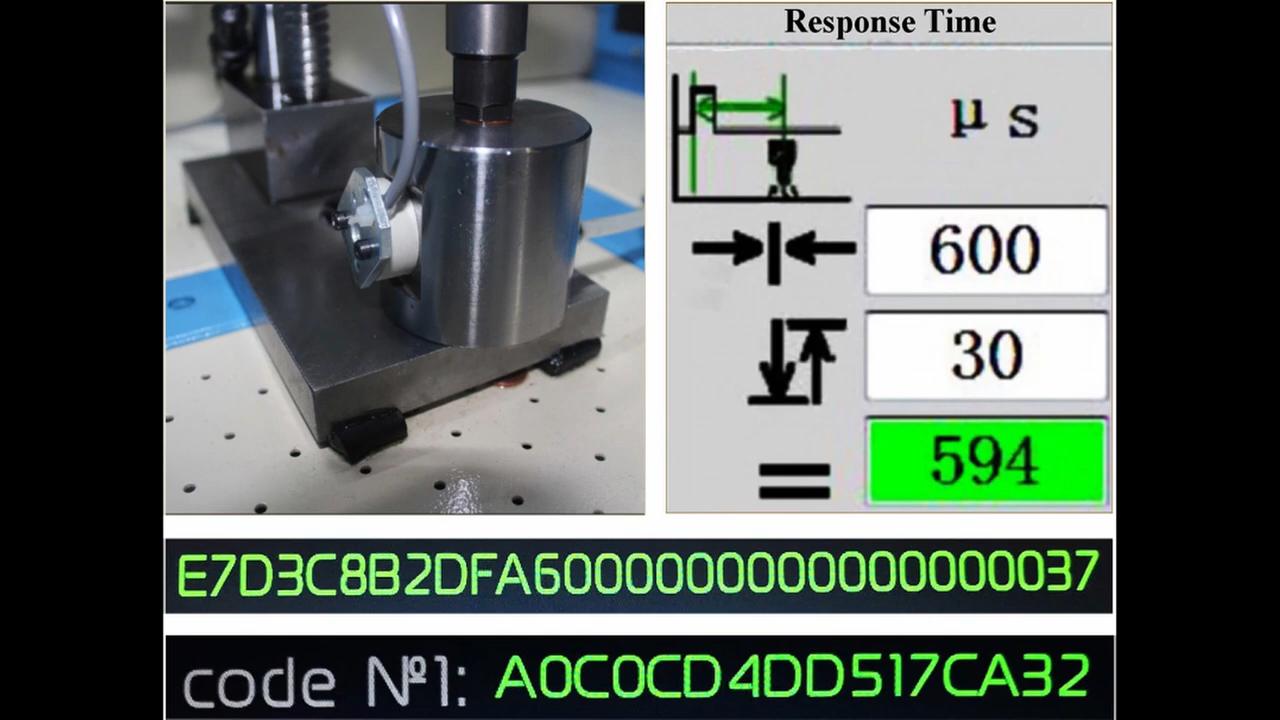 Response Time
µ s
600
30
594
E7D3C8B2DFA6000000000000000037
code №1: A0C0CD4DD517CA32